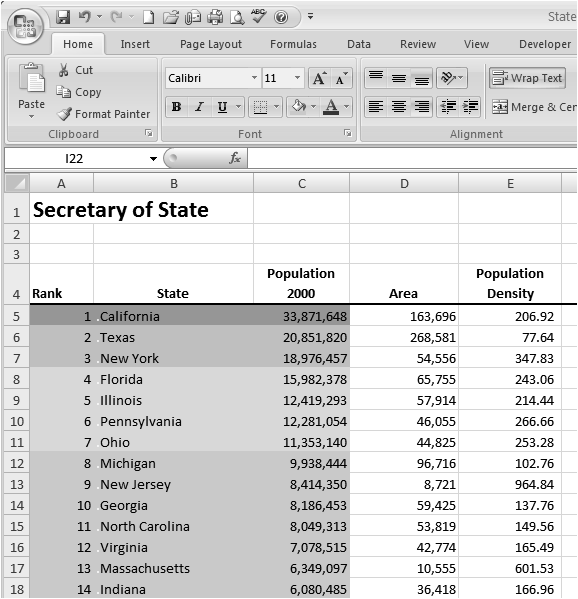 State
Home Insert Page Layout Formulas Data Review View Developer
Cut
Copy
Paste
Format Painter
Clipboard
Calibri 11 A A
B I U A
Font
Wrap Text
Merge & Cen
Alignment
I22 fx
A B C D E
1 Secretary of State
2
3
Population Population
4 Rank State 2000 Area Density
5 1 California 33,871,648 163,696 206.92
6 2 Texas 20,851,820 268,581 77.64
7 3 New York 18,976,457 54,556 347.83
8 4 Florida 15,982,378 65,755 243.06
9 5 Illinois 12,419,293 57,914 214.44
10 6 Pennsylvania 12,281,054 46,055 266.66
11 7 Ohio 11,353,140 44,825 253.28
12 8 Michigan 9,938,444 96,716 102.76
13 9 New Jersey 8,414,350 8,721 964.84
14 10 Georgia 8,186,453 59,425 137.76
15 11 North Carolina 8,049,313 53,819 149.56
16 12 Virginia 7,078,515 42,774 165.49
17 13 Massachusetts 6,349,097 10,555 601.53
18 14 Indiana 6,080,485 36,418 166.96